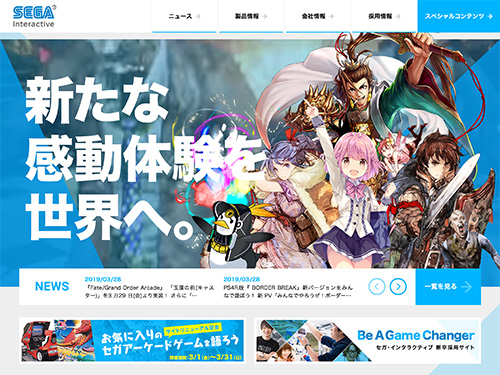 SEGA
Interactive
ニュース
製品情報
会社情報
採用情報
スペシャルコンテンツ
新たな
感動体験を
世界へ。
NEWS
2019/03/28
「Fate/Grand Order Arcade」 「玉藻の前(キャス
ター)」を3月29日(金)より実装! さらに「…
2019/03/28
PS4®版『 BORDER BREAK』新バージョンをみん
なで遊ぼう! 新PV「みんなでやろうぜ!ボーダー…
一覧を見る
サイトリニューアル記念
お気に入りの
セガアーケードゲームを語ろう
開催期間 3/1(金)〜3/31(日)
Be A Game Changer
セガ・インタラクティブ 新卒採用サイト